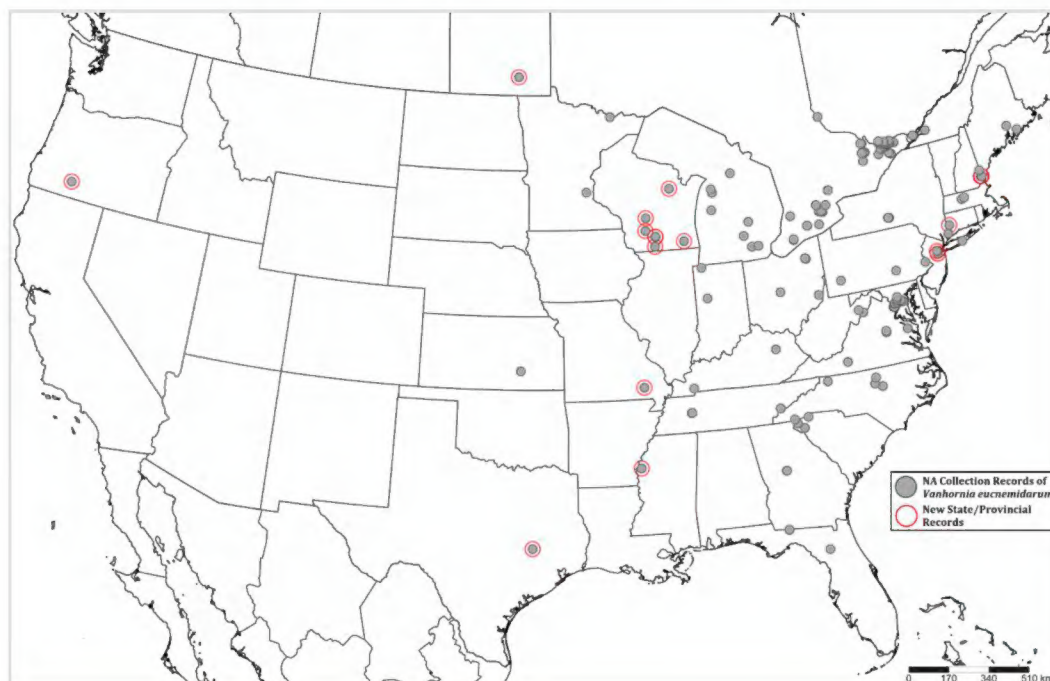 NA Collection Records of
Vanhornia eucnemidarum
New State/Provincial
Records
0 170 340 510 km